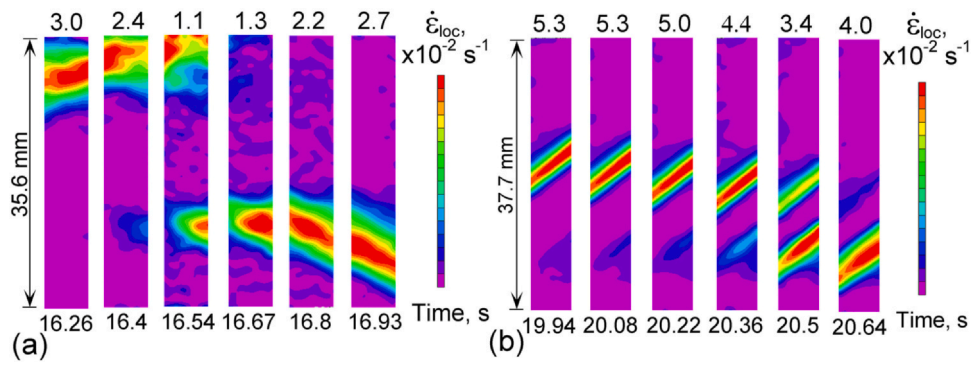 3.0 2.4 1.1 1.3 2.2 2.7
ε̇loc,
×10⁻² s⁻¹
35.6 mm
16.26 16.4 16.54 16.67 16.8 16.93
Time, s
(a)
5.3 5.3 5.0 4.4 3.4 4.0
ε̇loc,
×10⁻² s⁻¹
37.7 mm
19.94 20.08 20.22 20.36 20.5 20.64
Time, s
(b)